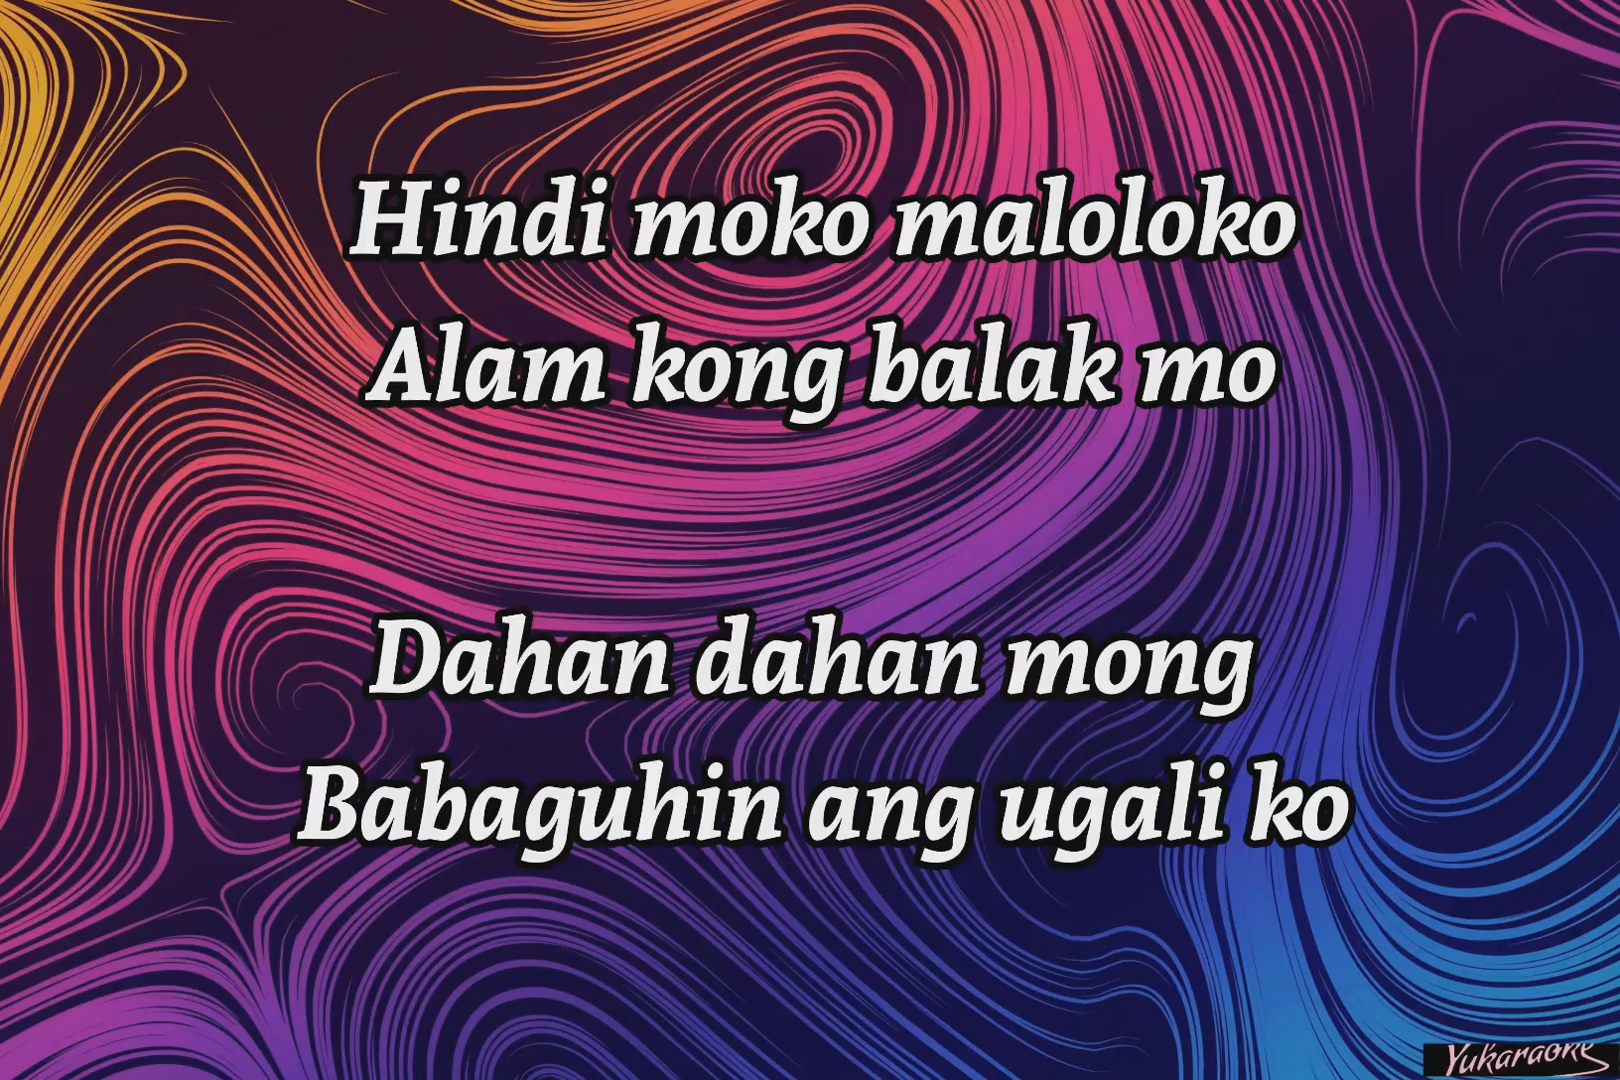 Hindi moko maloloko
Alam kong balak mo
Dahan dahan mong
Babaguhin ang ugali ko
Yukaraoke